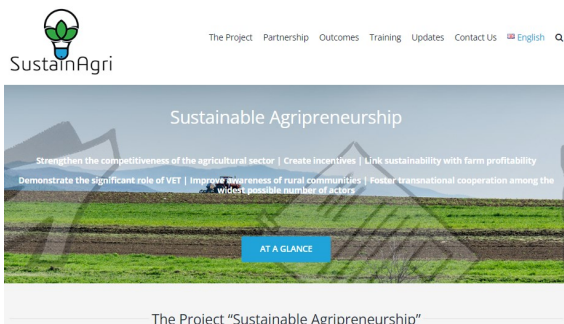 SustainAgri
The Project Partnership Outcomes Training Updates Contact Us English
Sustainable Agripreneurship
Strengthen the competitiveness of the agricultural sector | Create incentives | Link sustainability with farm profitability
Demonstrate the significant role of VET | Improve awareness of rural communities | Foster transnational cooperation among the
widest possible number of actors
AT A GLANCE
The Project “Sustainable Agripreneurship”